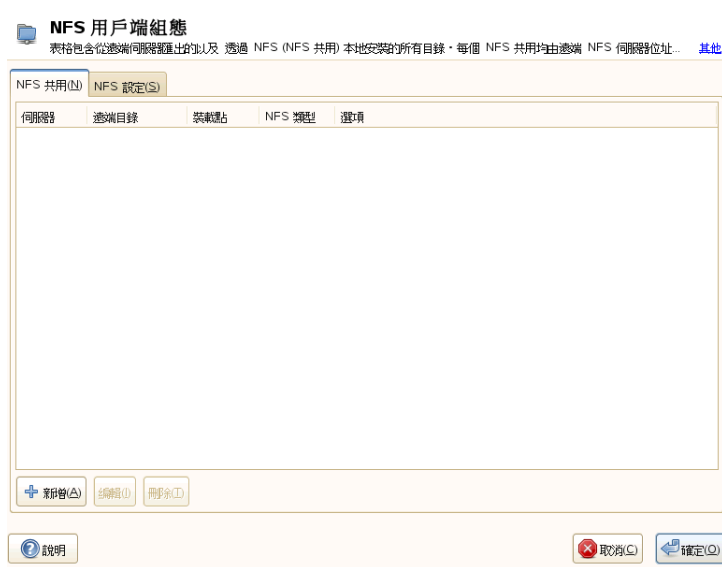 NFS 用戶端組態
表格包含從遠端伺服器匯出的以及 透過 NFS (NFS 共用) 本地安裝的所有目錄。每個 NFS 共用均由遠端 NFS 伺服器位址... 其他
NFS 共用(N) NFS 設定(S)
伺服器 遠端目錄 裝載點 NFS 類型 選項
新增(A) 編輯(I) 刪除(T)
說明 取消(C) 確定(O)